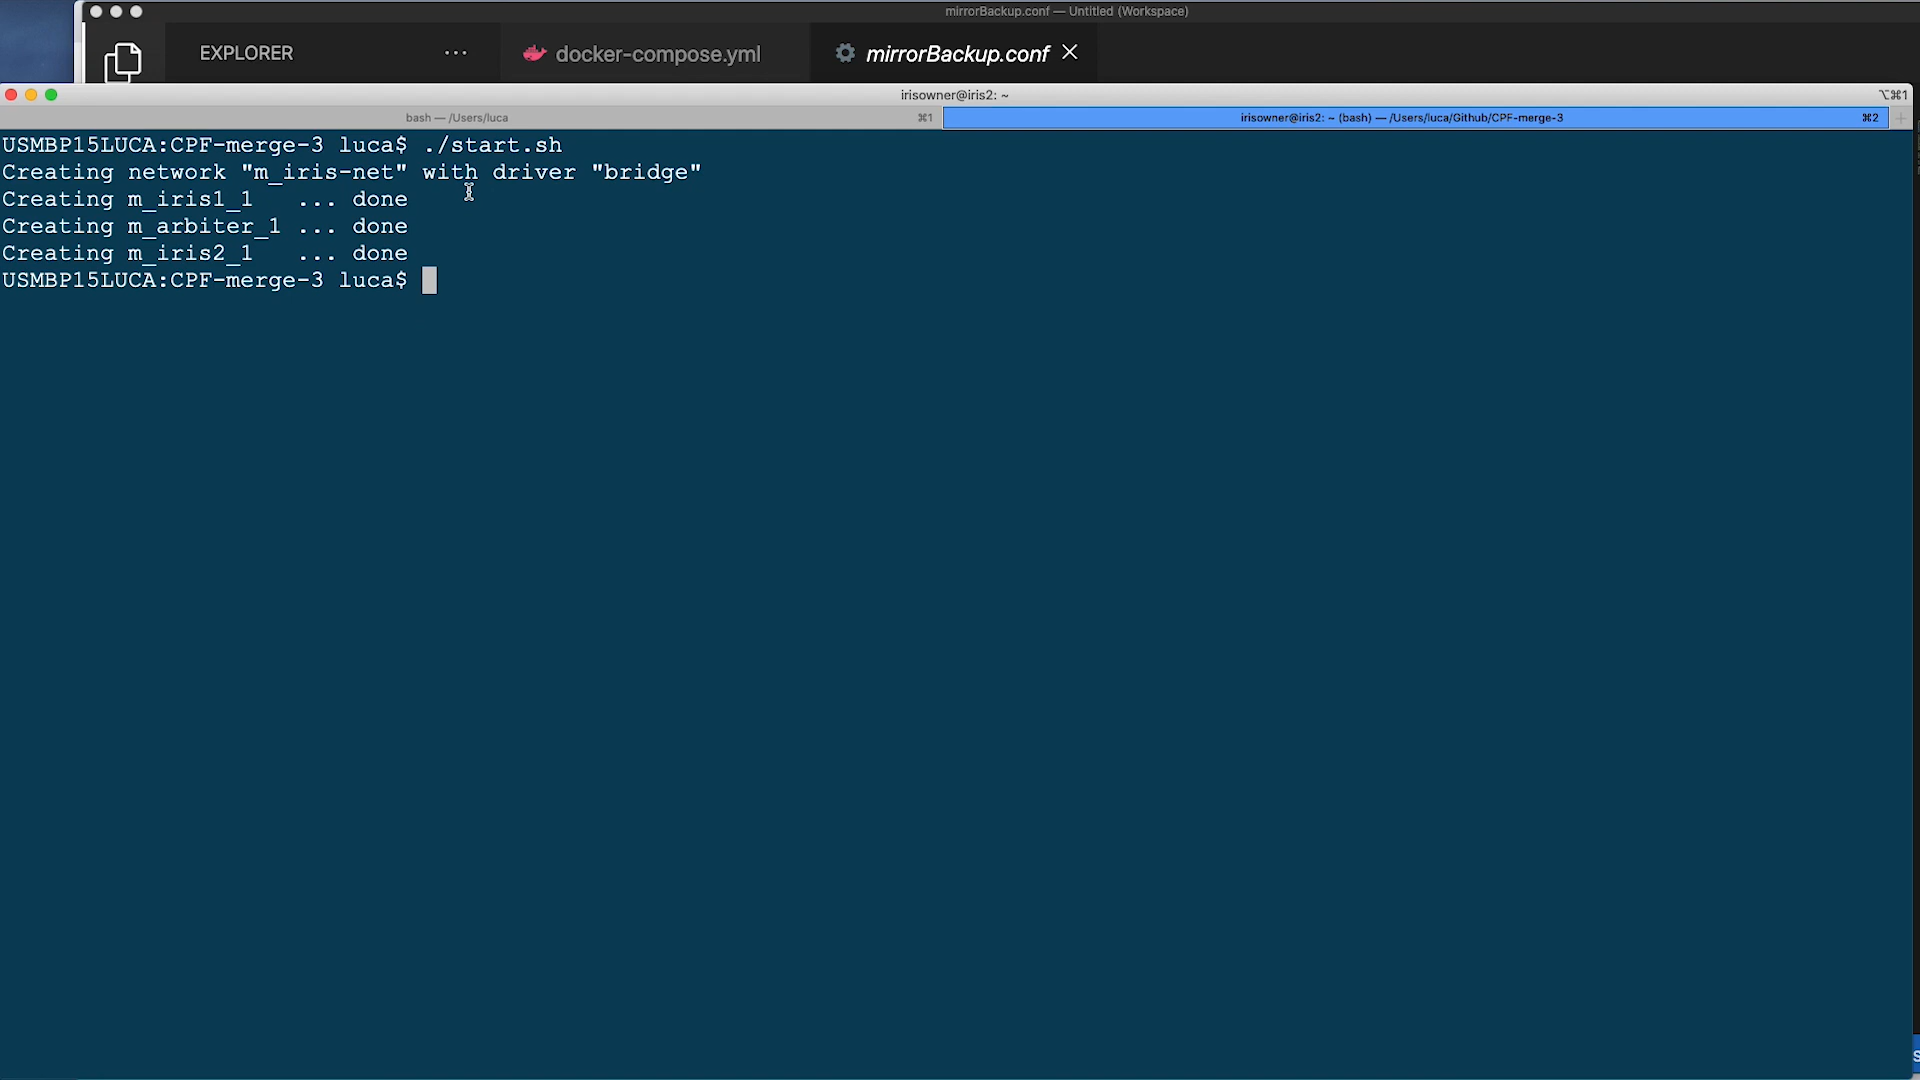 mirrorBackup.conf — Untitled (Workspace)
EXPLORER ··· docker-compose.yml mirrorBackup.conf
irisowner@iris2: ~ ⌥⌘1
bash — /Users/luca ⌘1 irisowner@iris2: ~ (bash) — /Users/luca/Github/CPF-merge-3 ⌘2
USMBP15LUCA:CPF-merge-3 luca$ ./start.sh
Creating network "m_iris-net" with driver "bridge"
Creating m_iris1_1   ... done
Creating m_arbiter_1 ... done
Creating m_iris2_1   ... done
USMBP15LUCA:CPF-merge-3 luca$